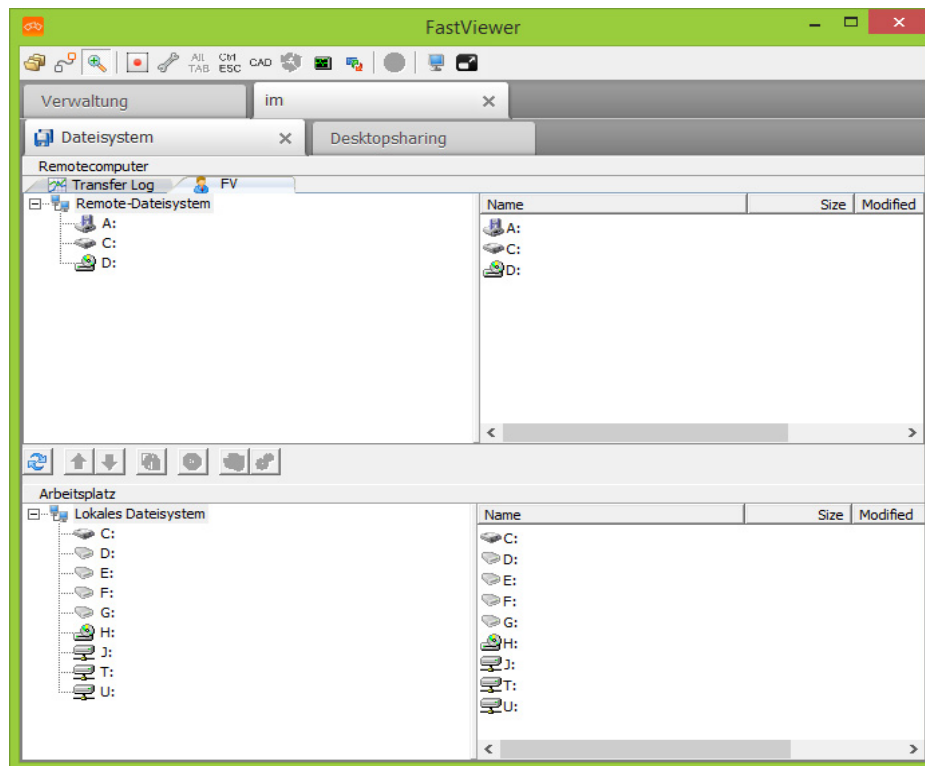 FastViewer
All TAB Ctrl ESC CAD
Verwaltung im
Dateisystem Desktopsharing
Remotecomputer
Transfer Log FV
Remote-Dateisystem
A:
C:
D:
Name Size Modified
A:
C:
D:
Arbeitsplatz
Lokales Dateisystem
C:
D:
E:
F:
G:
H:
J:
T:
U:
Name Size Modified
C:
D:
E:
F:
G:
H:
J:
T:
U: